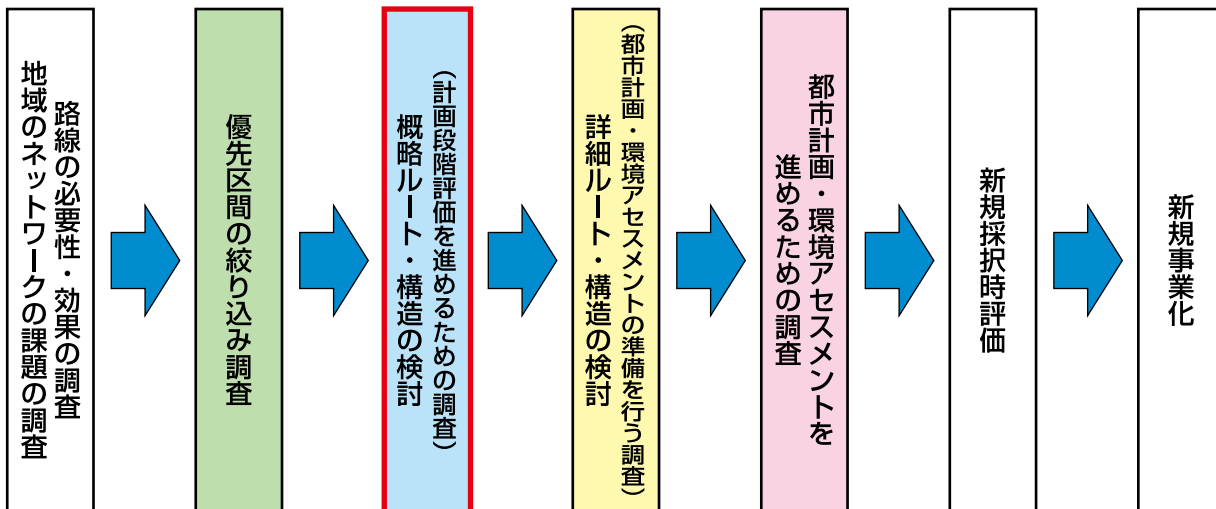 路線の必要性・効果の調査
地域のネットワークの課題の調査
優先区間の絞り込み調査
（計画段階評価を進めるための調査）
概略ルート・構造の検討
（都市計画・環境アセスメントの準備を行う調査）
詳細ルート・構造の検討
都市計画・環境アセスメントを
進めるための調査
新規採択時評価
新規事業化